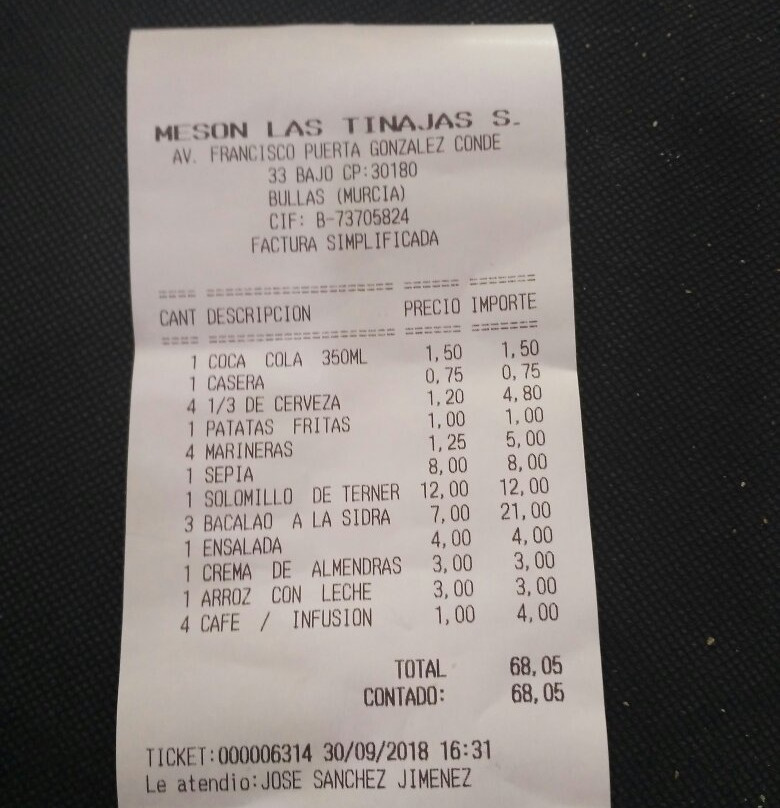 MESON LAS TINAJAS S.
AV. FRANCISCO PUERTA GONZALEZ CONDE
33 BAJO CP:30180
BULLAS (MURCIA)
CIF: B-73705824
FACTURA SIMPLIFICADA
==== ==================== ====== =======
CANT DESCRIPCION PRECIO IMPORTE
==== ==================== ====== =======
1 COCA COLA 350ML 1,50 1,50
1 CASERA 0,75 0,75
4 1/3 DE CERVEZA 1,20 4,80
1 PATATAS FRITAS 1,00 1,00
4 MARINERAS 1,25 5,00
1 SEPIA 8,00 8,00
1 SOLOMILLO DE TERNER 12,00 12,00
3 BACALAO A LA SIDRA 7,00 21,00
1 ENSALADA 4,00 4,00
1 CREMA DE ALMENDRAS 3,00 3,00
1 ARROZ CON LECHE 3,00 3,00
4 CAFE / INFUSION 1,00 4,00
TOTAL 68,05
CONTADO: 68,05
TICKET:000006314 30/09/2018 16:31
Le atendio:JOSE SANCHEZ JIMENEZ